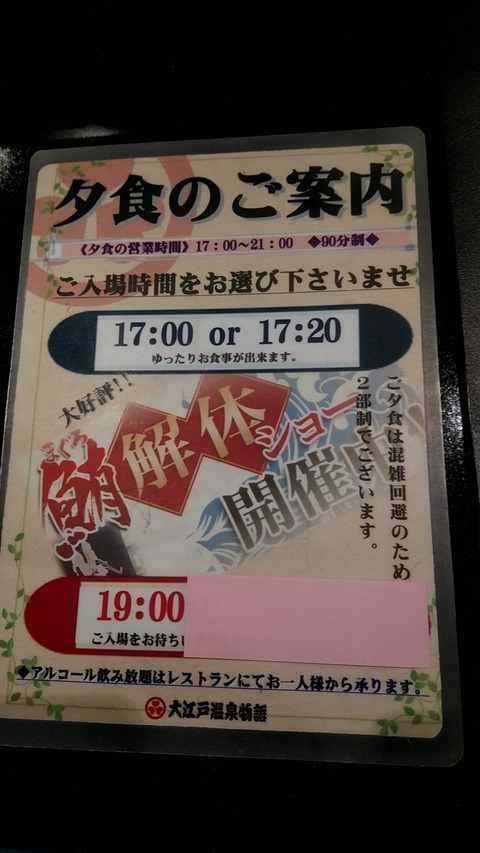 夕食のご案内
《夕食の営業時間》17：00～21：00　◆90分制◆
ご入場時間をお選び下さいませ
17:00 or 17:20
ゆったりお食事が出来ます。
大好評!!
まぐろ
鮪解体ショー
開催
ご夕食は混雑回避のため
2部制でございます。
19:00
ご入場をお待ち
◆アルコール飲み放題はレストランにてお一人様から承ります。
大江戸温泉物語